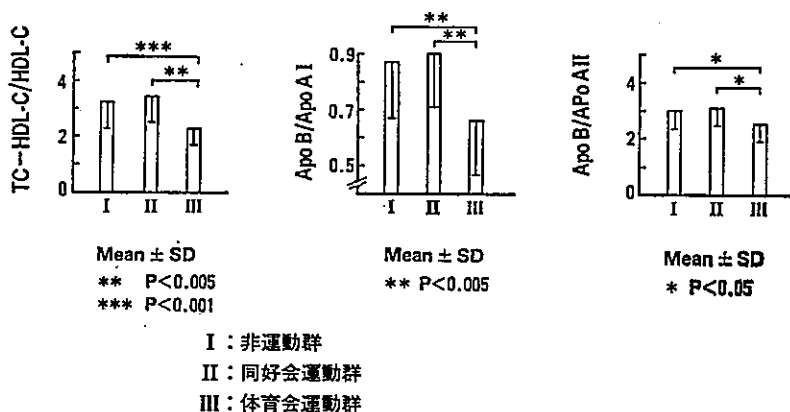 TC-HDL-C/HDL-C
4
2
0
***
**
I II III
Mean ± SD
** P<0.005
*** P<0.001
Apo B/Apo A I
0.9
0.7
0.5
**
**
I II III
Mean ± SD
** P<0.005
Apo B/APo A II
4
2
0
*
*
I II III
Mean ± SD
* P<0.05
I：非運動群
II：同好会運動群
III：体育会運動群